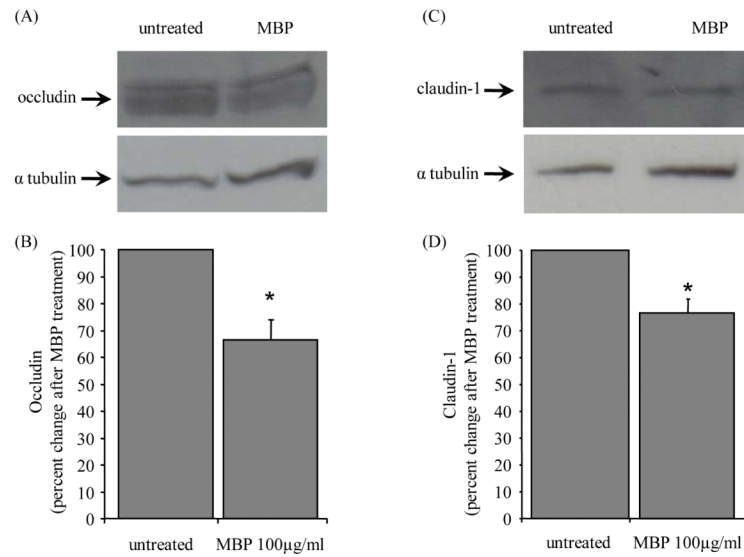 (A)
untreated MBP
occludin
α tubulin
(B)
Occludin
(percent change after MBP treatment)
100
90
80
70
60
50
40
30
20
10
0
*
untreated MBP 100µg/ml
(C)
untreated MBP
claudin-1
α tubulin
(D)
Claudin-1
(percent change after MBP treatment)
100
90
80
70
60
50
40
30
20
10
0
*
untreated MBP 100µg/ml